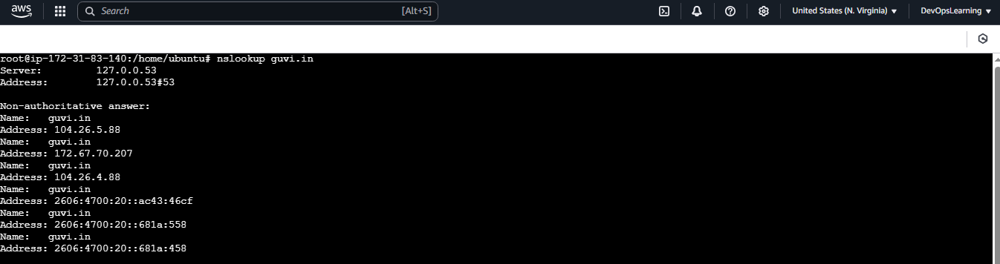 aws
Search [Alt+S] United States (N. Virginia) DevOpsLearning
root@ip-172-31-83-140:/home/ubuntu# nslookup guvi.in
Server: 127.0.0.53
Address: 127.0.0.53#53
Non-authoritative answer:
Name: guvi.in
Address: 104.26.5.88
Name: guvi.in
Address: 172.67.70.207
Name: guvi.in
Address: 104.26.4.88
Name: guvi.in
Address: 2606:4700:20::ac43:46cf
Name: guvi.in
Address: 2606:4700:20::681a:558
Name: guvi.in
Address: 2606:4700:20::681a:458